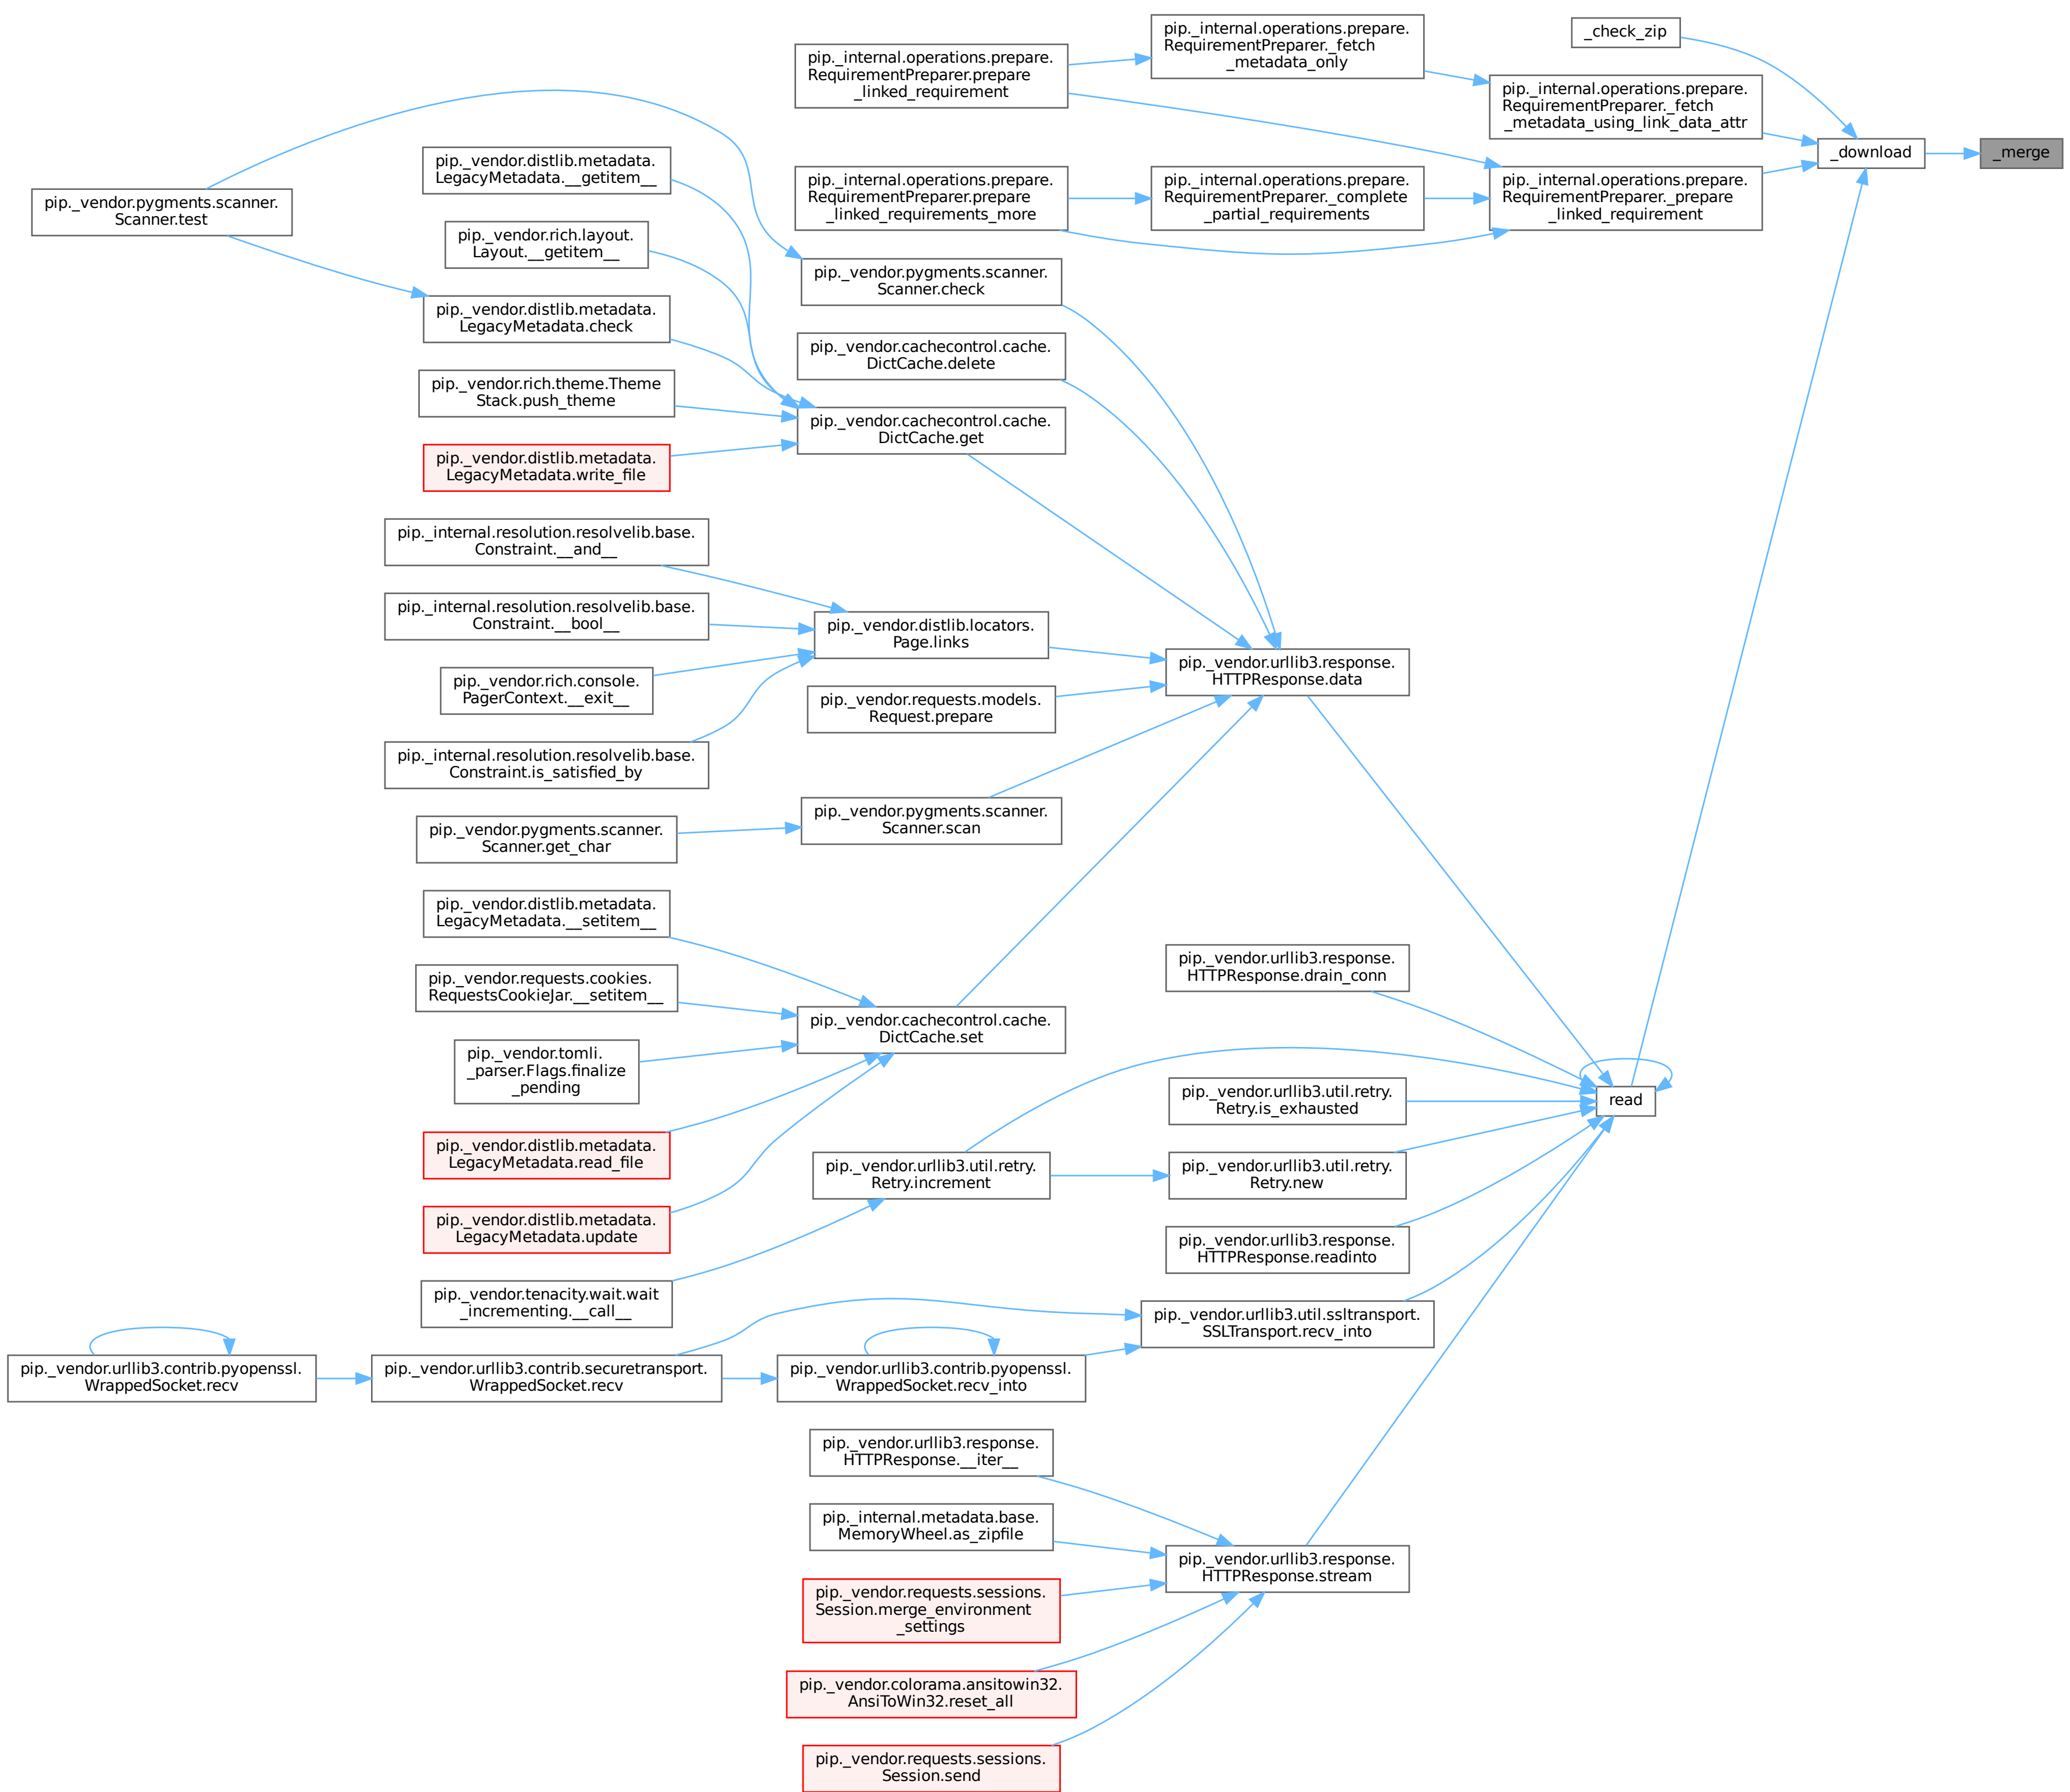 _merge
_download
_check_zip
pip._internal.operations.prepare.
RequirementPreparer._fetch
_metadata_using_link_data_attr
pip._internal.operations.prepare.
RequirementPreparer._fetch
_metadata_only
pip._internal.operations.prepare.
RequirementPreparer.prepare
_linked_requirement
pip._internal.operations.prepare.
RequirementPreparer._prepare
_linked_requirement
pip._internal.operations.prepare.
RequirementPreparer._complete
_partial_requirements
pip._internal.operations.prepare.
RequirementPreparer.prepare
_linked_requirements_more
read
pip._vendor.urllib3.response.
HTTPResponse.data
pip._vendor.pygments.scanner.
Scanner.check
pip._vendor.pygments.scanner.
Scanner.test
pip._vendor.cachecontrol.cache.
DictCache.delete
pip._vendor.cachecontrol.cache.
DictCache.get
pip._vendor.distlib.metadata.
LegacyMetadata.__getitem__
pip._vendor.rich.layout.
Layout.__getitem__
pip._vendor.distlib.metadata.
LegacyMetadata.check
pip._vendor.rich.theme.Theme
Stack.push_theme
pip._vendor.distlib.metadata.
LegacyMetadata.write_file
pip._vendor.distlib.locators.
Page.links
pip._internal.resolution.resolvelib.base.
Constraint.__and__
pip._internal.resolution.resolvelib.base.
Constraint.__bool__
pip._vendor.rich.console.
PagerContext.__exit__
pip._internal.resolution.resolvelib.base.
Constraint.is_satisfied_by
pip._vendor.requests.models.
Request.prepare
pip._vendor.pygments.scanner.
Scanner.scan
pip._vendor.pygments.scanner.
Scanner.get_char
pip._vendor.cachecontrol.cache.
DictCache.set
pip._vendor.distlib.metadata.
LegacyMetadata.__setitem__
pip._vendor.requests.cookies.
RequestsCookieJar.__setitem__
pip._vendor.tomli.
_parser.Flags.finalize
_pending
pip._vendor.distlib.metadata.
LegacyMetadata.read_file
pip._vendor.distlib.metadata.
LegacyMetadata.update
pip._vendor.urllib3.response.
HTTPResponse.drain_conn
pip._vendor.urllib3.util.retry.
Retry.increment
pip._vendor.tenacity.wait.wait
_incrementing.__call__
pip._vendor.urllib3.util.retry.
Retry.is_exhausted
pip._vendor.urllib3.util.retry.
Retry.new
pip._vendor.urllib3.response.
HTTPResponse.readinto
pip._vendor.urllib3.util.ssltransport.
SSLTransport.recv_into
pip._vendor.urllib3.contrib.pyopenssl.
WrappedSocket.recv_into
pip._vendor.urllib3.contrib.securetransport.
WrappedSocket.recv
pip._vendor.urllib3.contrib.pyopenssl.
WrappedSocket.recv
pip._vendor.urllib3.response.
HTTPResponse.stream
pip._vendor.urllib3.response.
HTTPResponse.__iter__
pip._internal.metadata.base.
MemoryWheel.as_zipfile
pip._vendor.requests.sessions.
Session.merge_environment
_settings
pip._vendor.colorama.ansitowin32.
AnsiToWin32.reset_all
pip._vendor.requests.sessions.
Session.send